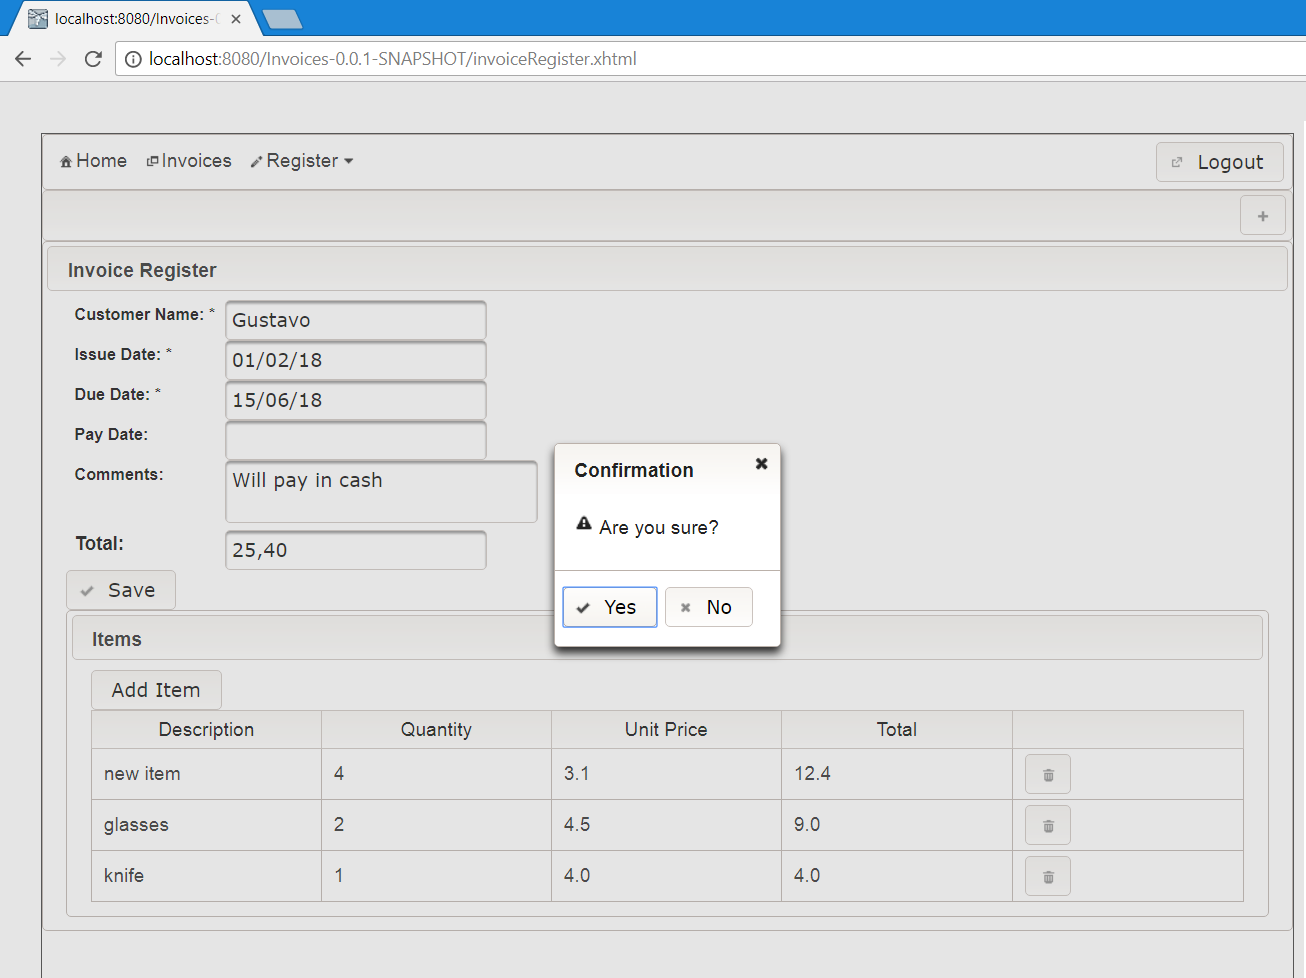 localhost:8080/Invoices-0
localhost:8080/Invoices-0.0.1-SNAPSHOT/invoiceRegister.xhtml
Home Invoices Register Logout
Invoice Register
Customer Name: * Gustavo
Issue Date: * 01/02/18
Due Date: * 15/06/18
Pay Date:
Comments: Will pay in cash
Total: 25,40
Save
Confirmation
Are you sure?
Yes No
Items
Add Item
Description Quantity Unit Price Total
new item 4 3.1 12.4
glasses 2 4.5 9.0
knife 1 4.0 4.0